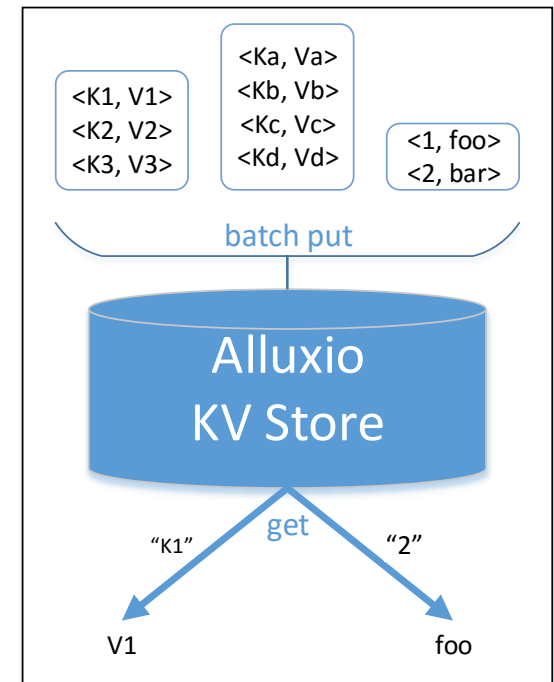 <K1, V1>
<K2, V2>
<K3, V3>
<Ka, Va>
<Kb, Vb>
<Kc, Vc>
<Kd, Vd>
<1, foo>
<2, bar>
batch put
Alluxio
KV Store
get
“K1”
“2”
V1
foo